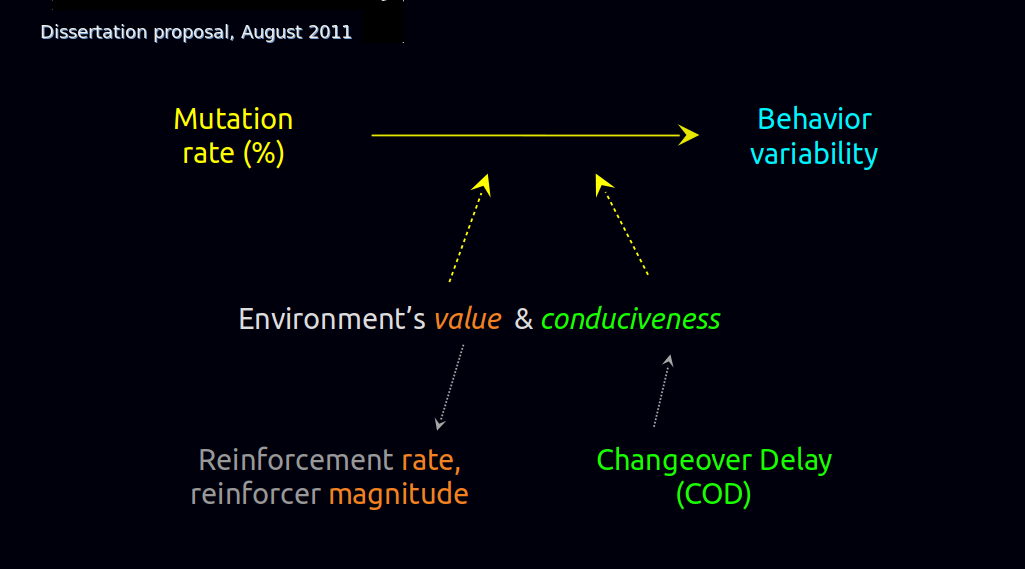 Dissertation proposal, August 2011
Mutation
rate (%)
Behavior
variability
Environment’s value & conduciveness
Reinforcement rate,
reinforcer magnitude
Changeover Delay
(COD)